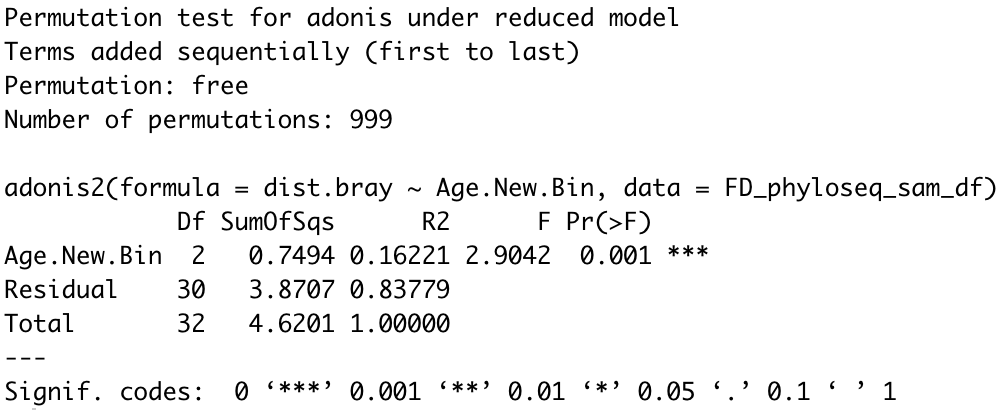 Permutation test for adonis under reduced model
Terms added sequentially (first to last)
Permutation: free
Number of permutations: 999

adonis2(formula = dist.bray ~ Age.New.Bin, data = FD_phyloseq_sam_df)
            Df SumOfSqs      R2      F Pr(>F)
Age.New.Bin  2   0.7494 0.16221 2.9042  0.001 ***
Residual    30   3.8707 0.83779
Total       32   4.6201 1.00000
---
Signif. codes:  0 ‘***’ 0.001 ‘**’ 0.01 ‘*’ 0.05 ‘.’ 0.1 ‘ ’ 1